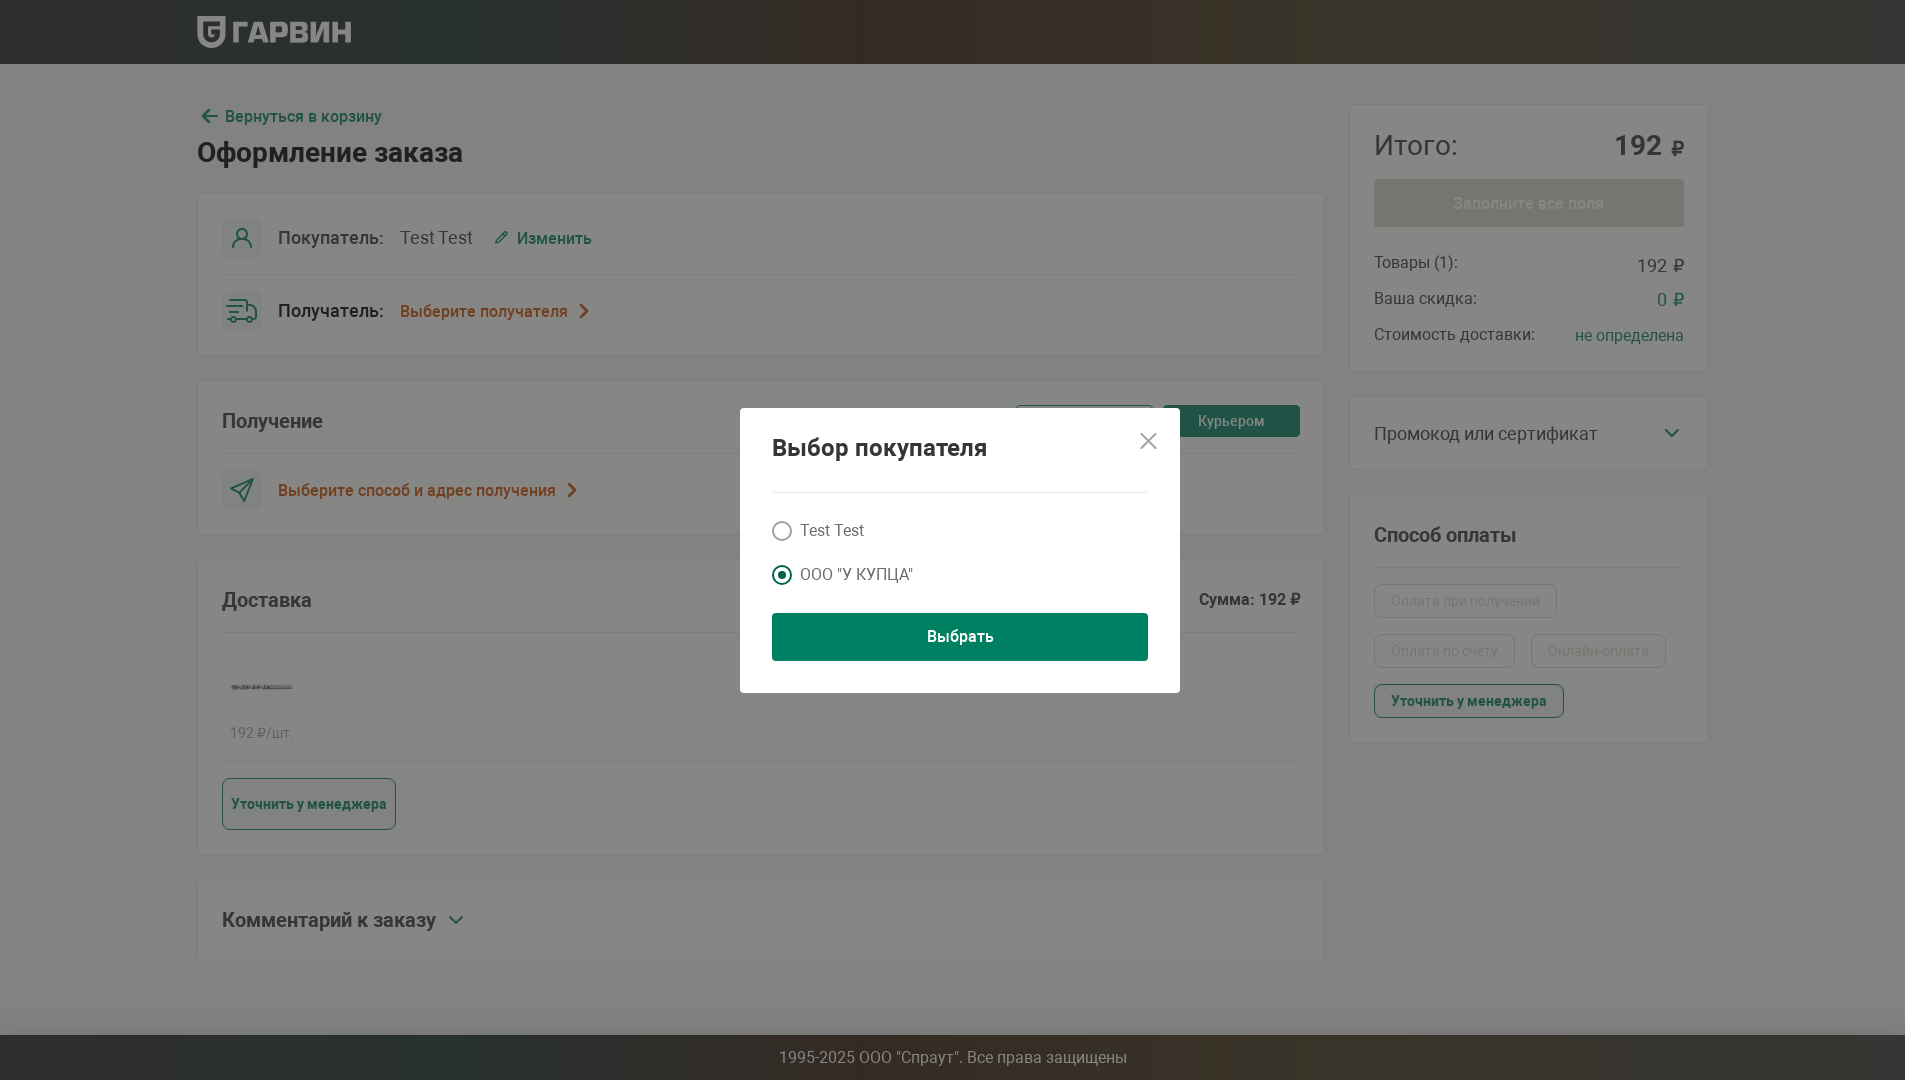 ГАРВИН
Вернуться в корзину
Оформление заказа
Покупатель: Test Test Изменить
Получатель: Выберите получателя
Получение
Курьером
Выберите способ и адрес получения
Доставка
Сумма: 192 ₽
192 ₽/шт.
Уточнить у менеджера
Комментарий к заказу
Итого: 192 ₽
Заполните все поля
Товары (1): 192 ₽
Ваша скидка: 0 ₽
Стоимость доставки: не определена
Промокод или сертификат
Способ оплаты
Оплата при получении
Оплата по счету Онлайн-оплата
Уточнить у менеджера
Выбор покупателя
Test Test
ООО "У КУПЦА"
Выбрать
1995-2025 ООО "Спраут". Все права защищены